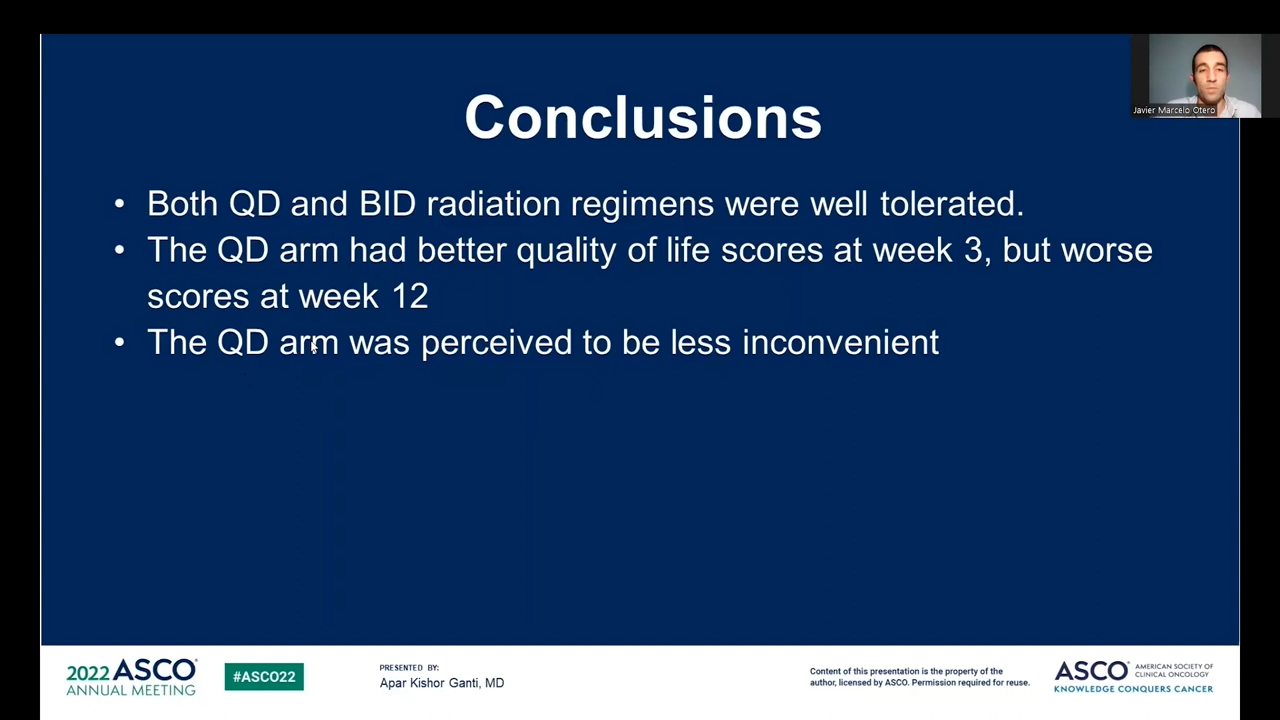 Javier Marcelo Otero
Conclusions
• Both QD and BID radiation regimens were well tolerated.
• The QD arm had better quality of life scores at week 3, but worse
scores at week 12
• The QD arm was perceived to be less inconvenient
2022 ASCO
ANNUAL MEETING
#ASCO22
PRESENTED BY:
Apar Kishor Ganti, MD
Content of this presentation is the property of the
author, licensed by ASCO. Permission required for reuse.
ASCO AMERICAN SOCIETY OF
CLINICAL ONCOLOGY
KNOWLEDGE CONQUERS CANCER